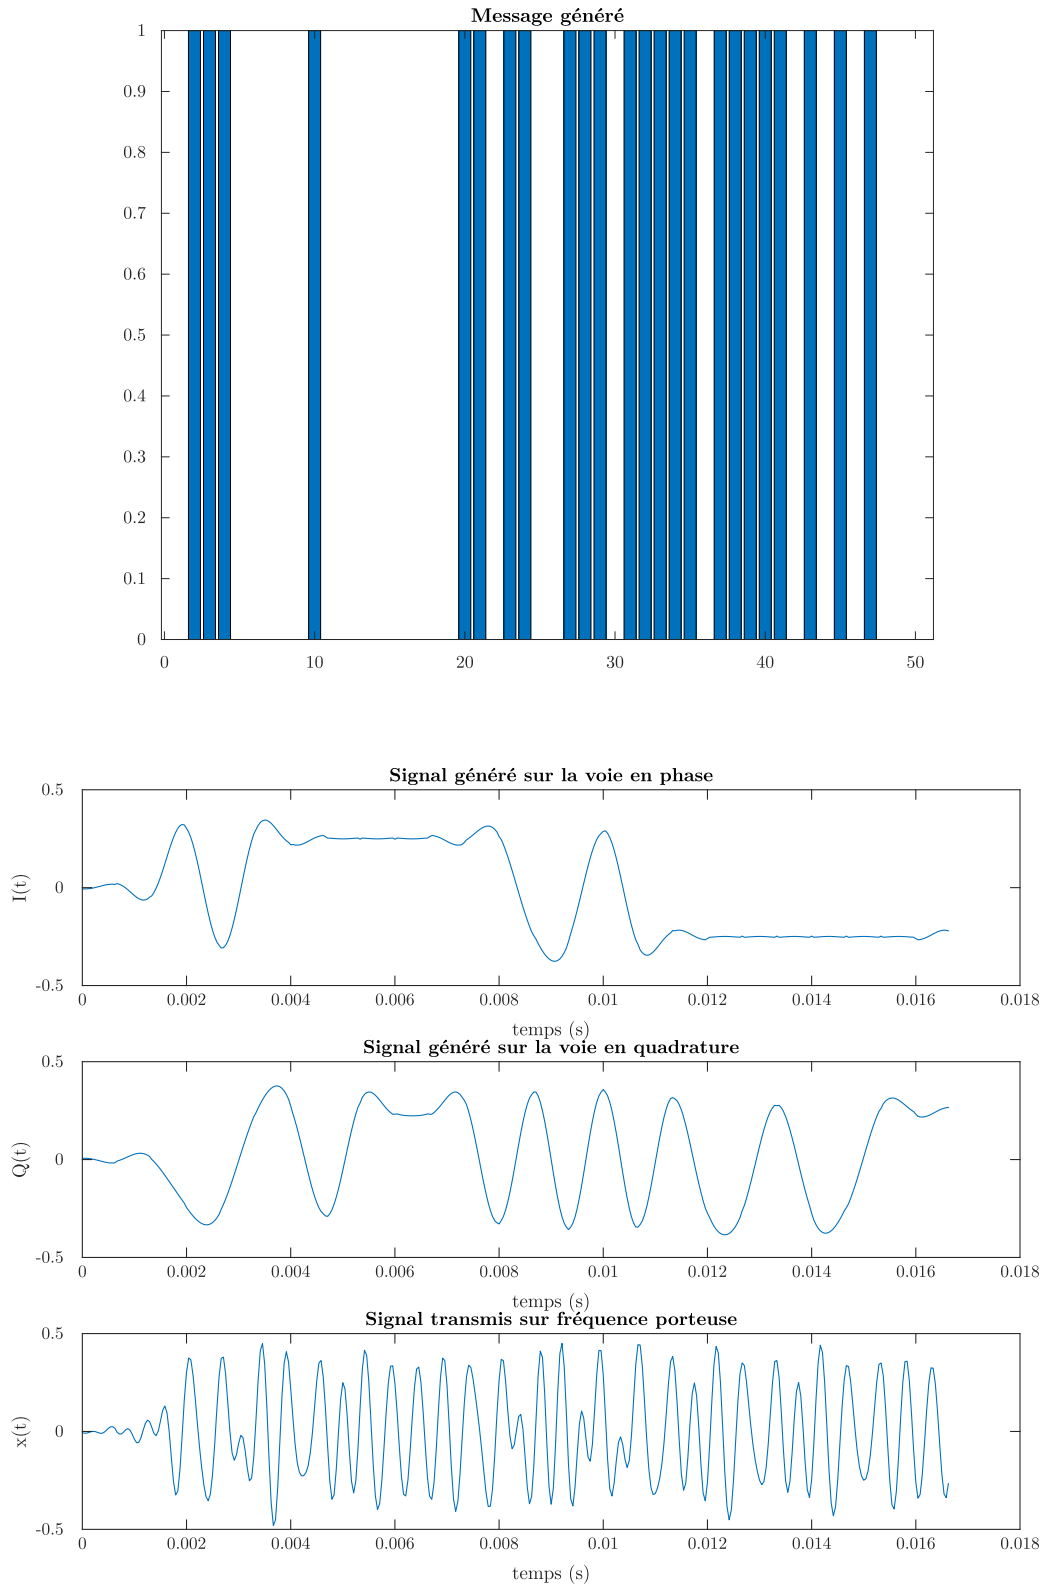 Message généré
1
0.9
0.8
0.7
0.6
0.5
0.4
0.3
0.2
0.1
0
0 10 20 30 40 50
Signal généré sur la voie en phase
0.5
0
-0.5
I(t)
0 0.002 0.004 0.006 0.008 0.01 0.012 0.014 0.016 0.018
temps (s)
Signal généré sur la voie en quadrature
0.5
0
-0.5
Q(t)
0 0.002 0.004 0.006 0.008 0.01 0.012 0.014 0.016 0.018
temps (s)
Signal transmis sur fréquence porteuse
0.5
0
-0.5
x(t)
0 0.002 0.004 0.006 0.008 0.01 0.012 0.014 0.016 0.018
temps (s)